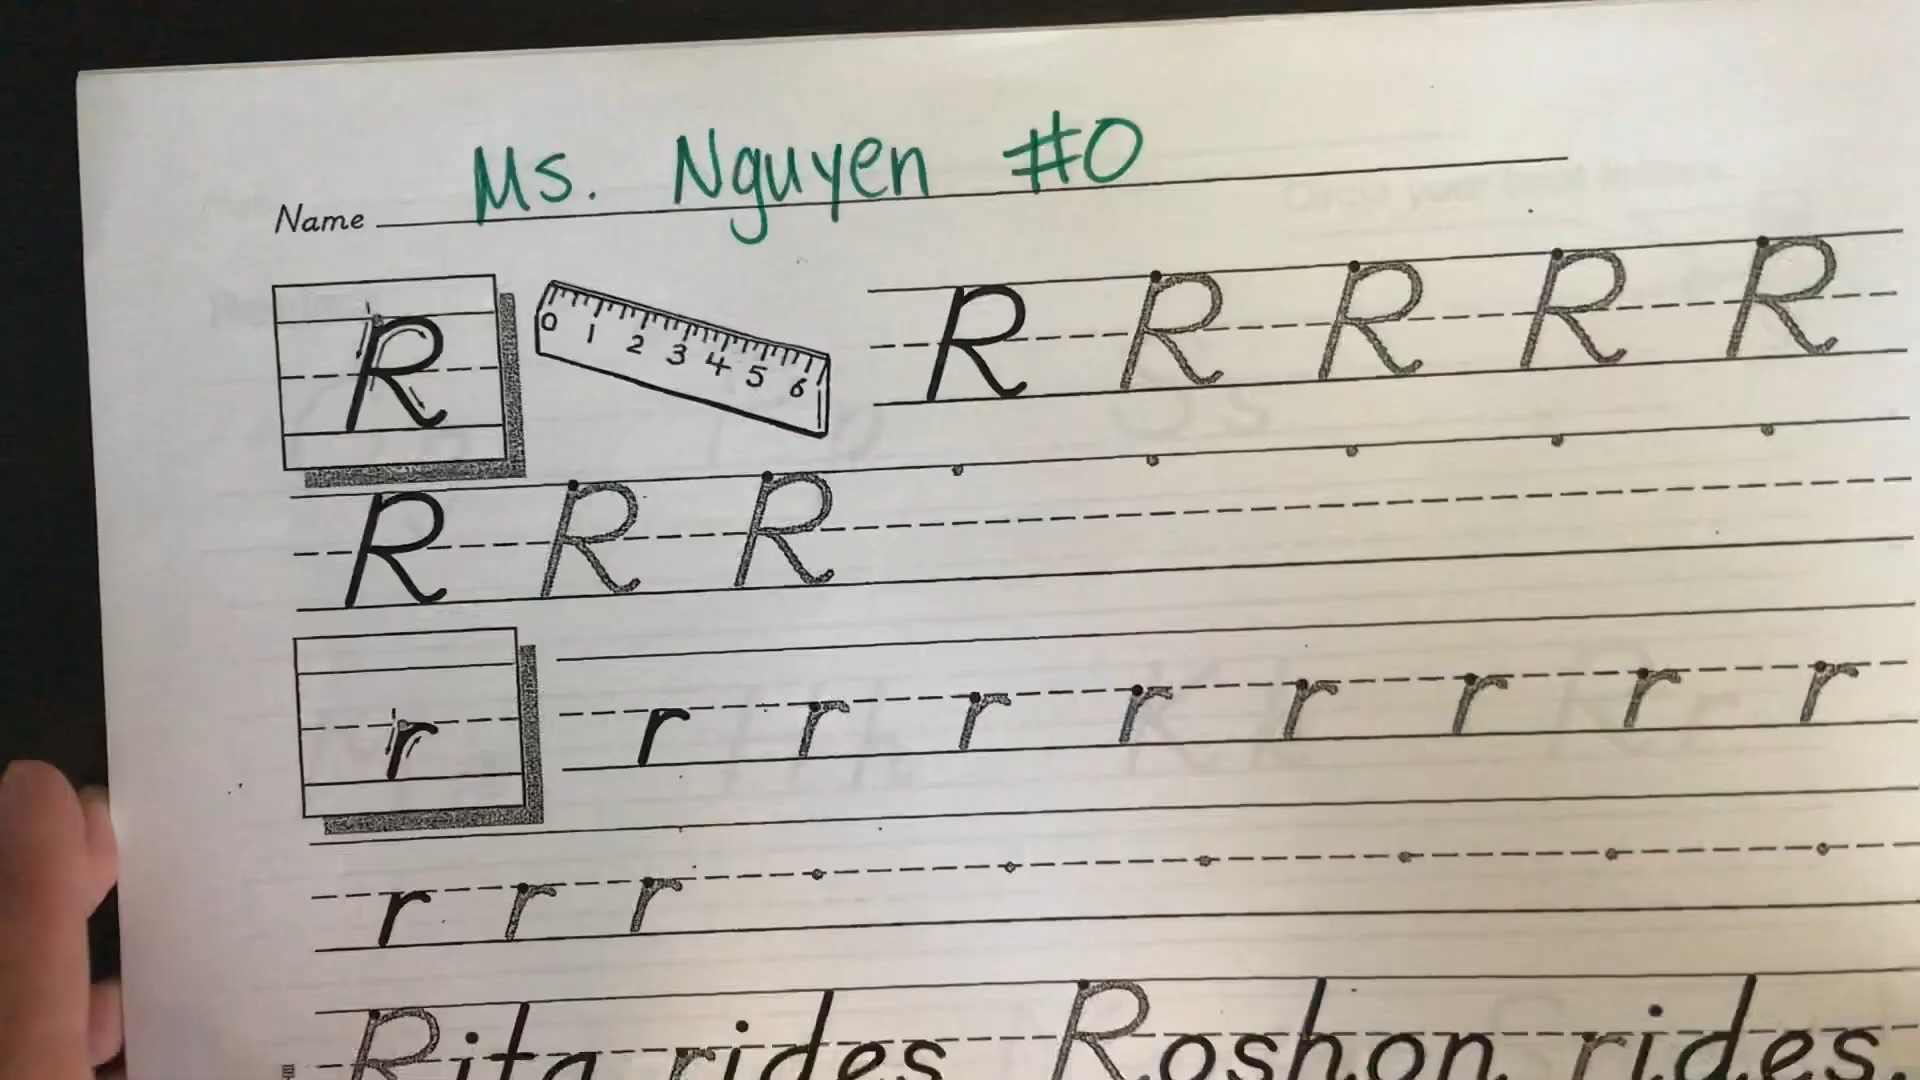 Name Ms. Nguyen #0
R
0 1 2 3 4 5 6
R R R R R
R R R
r
r r r r r r r r
r r r
Rita rides Roshon rides.